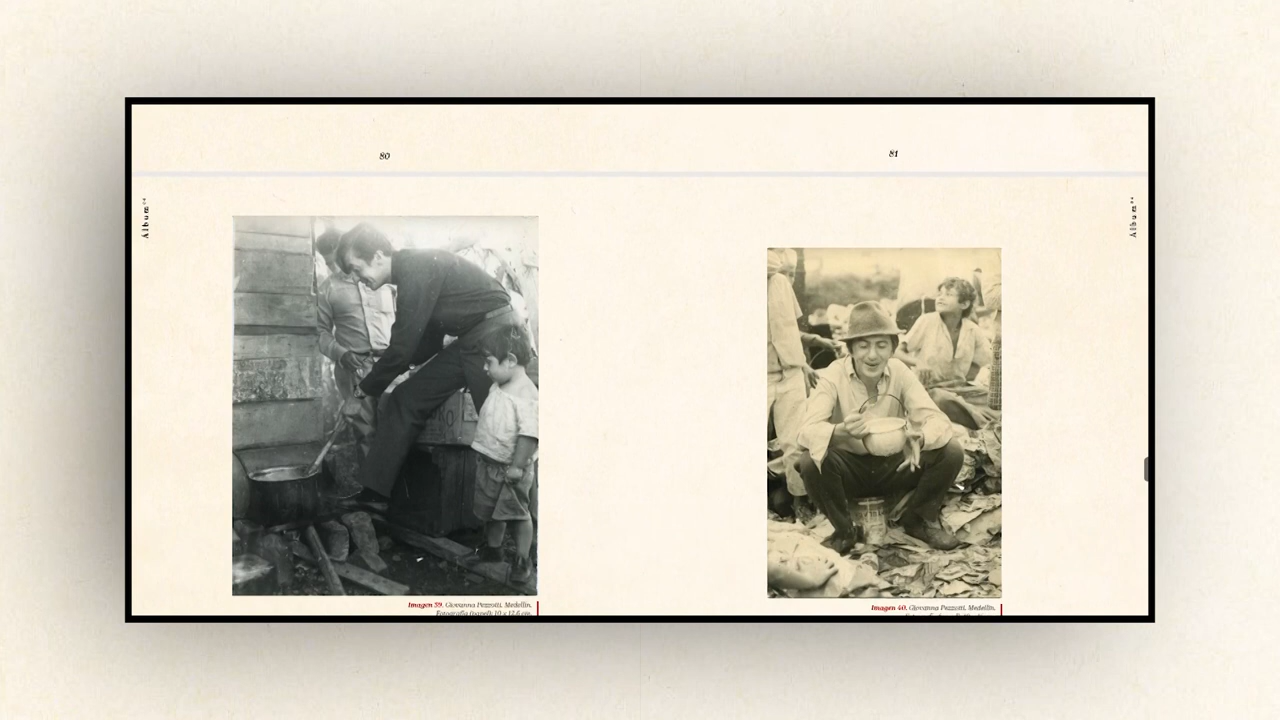 80
81
Álbum
Álbum
Imagen 39. Giovanna Pezzotti, Medellín.
Fotografía (papel); 10 x 12,6 cm.
Imagen 40. Giovanna Pezzotti, Medellín.